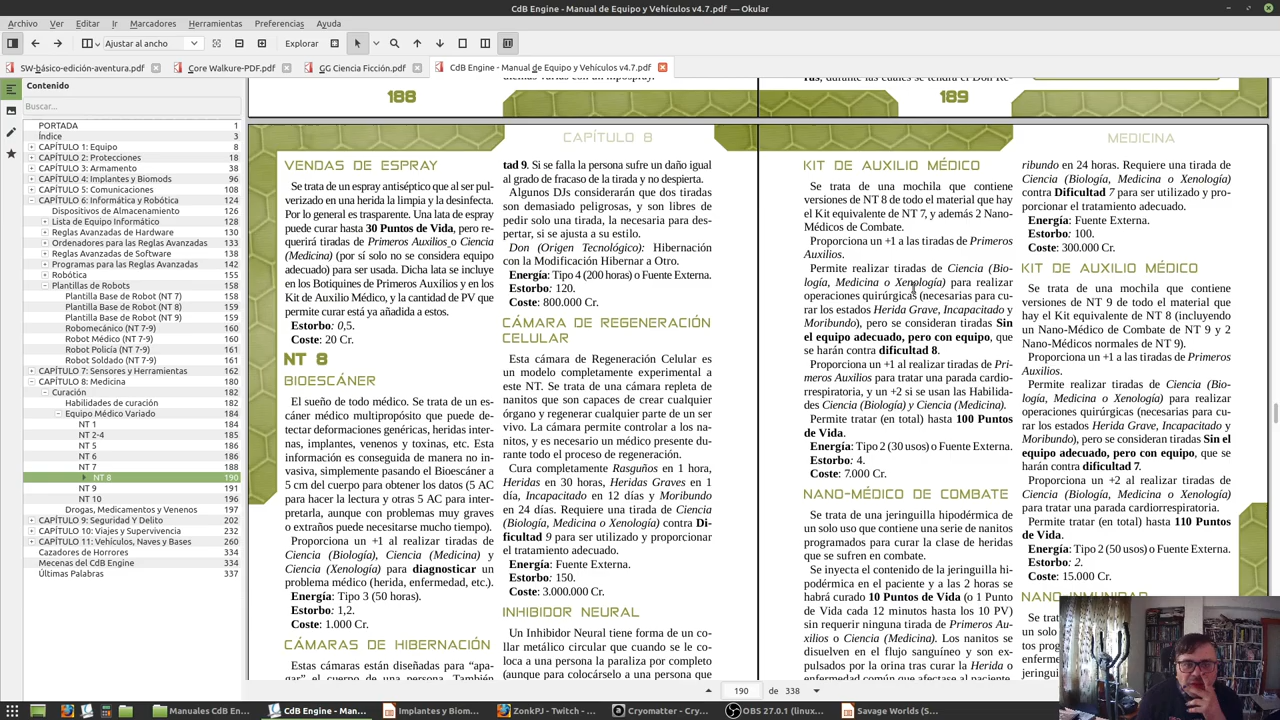 CdB Engine - Manual de Equipo y Vehículos v4.7.pdf — Okular
Archivo Ver Editar Ir Marcadores Herramientas Preferencias Ayuda
Ajustar al ancho Explorar
SW-básico-edición-aventura.pdf Core Walkure-PDF.pdf GG Ciencia Ficción.pdf CdB Engine - Manual de Equipo y Vehículos v4.7.pdf
Contenido
Buscar...
PORTADA 1
Índice 3
CAPÍTULO 1: Equipo 8
CAPÍTULO 2: Protecciones 18
CAPÍTULO 3: Armamento 38
CAPÍTULO 4: Implantes y Biomods 96
CAPÍTULO 5: Comunicaciones 108
CAPÍTULO 6: Informática y Robótica 124
Dispositivos de Almacenamiento 126
Lista de Equipo Informático 128
Reglas Avanzadas de Hardware 130
Ordenadores para las Reglas Avanzadas 133
Reglas Avanzadas de Software 138
Programas para las Reglas Avanzadas 142
Robótica 155
Plantillas de Robots 158
Plantilla Base de Robot (NT 7) 158
Plantilla Base de Robot (NT 8) 159
Plantilla Base de Robot (NT 9) 159
Robomecánico (NT 7-9) 160
Robot Médico (NT 7-9) 160
Robot Policía (NT 7-9) 161
Robot Soldado (NT 7-9) 161
CAPÍTULO 7: Sensores y Herramientas 162
CAPÍTULO 8: Medicina 180
Curación 182
Habilidades de curación 182
Equipo Médico Variado 184
NT 1 184
NT 2-4 185
NT 5 186
NT 6 186
NT 7 188
NT 8 190
NT 9 191
NT 10 196
Drogas, Medicamentos y Venenos 197
CAPÍTULO 9: Seguridad Y Delito 202
CAPÍTULO 10: Viajes y Supervivencia 244
CAPÍTULO 11: Vehículos, Naves y Bases 260
Cazadores de Horrores 334
Mecenas del CdB Engine 334
Últimas Palabras 337
188
189
CAPÍTULO 8
VENDAS DE ESPRAY
Se trata de un espray antiséptico que al ser pul-
verizado en una herida la limpia y la desinfecta.
Por lo general es trasparente. Una lata de espray
puede curar hasta 30 Puntos de Vida, pero re-
querirá tiradas de Primeros Auxilios o Ciencia
(Medicina) (por sí solo no se considera equipo
adecuado) para ser usada. Dicha lata se incluye
en los Botiquines de Primeros Auxilios y en los
Kit de Auxilio Médico, y la cantidad de PV que
permite curar está ya añadida a estos.
Estorbo: 0,5.
Coste: 20 Cr.
NT 8
BIOESCÁNER
El sueño de todo médico. Se trata de un es-
cáner médico multipropósito que puede de-
tectar deformaciones genéricas, heridas inter-
nas, implantes, venenos y toxinas, etc. Esta
información es conseguida de manera no in-
vasiva, simplemente pasando el Bioescáner a
5 cm del cuerpo para obtener los datos (5 AC
para hacer la lectura y otras 5 AC para inter-
pretarla, aunque con problemas muy graves
o extraños puede necesitarse mucho tiempo).
Proporciona un +1 al realizar tiradas de
Ciencia (Biología), Ciencia (Medicina) y
Ciencia (Xenología) para diagnosticar un
problema médico (herida, enfermedad, etc.).
Energía: Tipo 3 (50 horas).
Estorbo: 1,2.
Coste: 1.000 Cr.
CÁMARAS DE HIBERNACIÓN
Estas cámaras están diseñadas para “apa-
gar” el cuerpo de una persona. También
tad 9. Si se falla la persona sufre un daño igual
al grado de fracaso de la tirada y no despierta.
Algunos DJs considerarán que dos tiradas
son demasiado peligrosas, y son libres de
pedir solo una tirada, la necesaria para des-
pertar, si se ajusta a su estilo.
Don (Origen Tecnológico): Hibernación
con la Modificación Hibernar a Otro.
Energía: Tipo 4 (200 horas) o Fuente Externa.
Estorbo: 120.
Coste: 800.000 Cr.
CÁMARA DE REGENERACIÓN
CELULAR
Esta cámara de Regeneración Celular es
un modelo completamente experimental a
este NT. Se trata de una cámara repleta de
nanitos que son capaces de crear cualquier
órgano y regenerar cualquier parte de un ser
vivo. La cámara permite controlar a los na-
nitos, y es necesario un médico presente du-
rante todo el proceso de regeneración.
Cura completamente Rasguños en 1 hora,
Heridas en 30 horas, Heridas Graves en 1
día, Incapacitado en 12 días y Moribundo
en 24 días. Requiere una tirada de Ciencia
(Biología, Medicina o Xenología) contra Di-
ficultad 9 para ser utilizado y proporcionar
el tratamiento adecuado.
Energía: Fuente Externa.
Estorbo: 150.
Coste: 3.000.000 Cr.
INHIBIDOR NEURAL
Un Inhibidor Neural tiene forma de un co-
llar metálico circular que cuando se le co-
loca a una persona la paraliza por completo
(aunque para colocárselo a una persona que
MEDICINA
KIT DE AUXILIO MÉDICO
Se trata de una mochila que contiene
versiones de NT 8 de todo el material que hay
el Kit equivalente de NT 7, y además 2 Nano-
Médicos de Combate.
Proporciona un +1 a las tiradas de Primeros
Auxilios.
Permite realizar tiradas de Ciencia (Bio-
logía, Medicina o Xenología) para realizar
operaciones quirúrgicas (necesarias para cu-
rar los estados Herida Grave, Incapacitado y
Moribundo), pero se consideran tiradas Sin
el equipo adecuado, pero con equipo, que
se harán contra dificultad 8.
Proporciona un +1 al realizar tiradas de Pri-
meros Auxilios para tratar una parada cardio-
rrespiratoria, y un +2 si se usan las Habilida-
des Ciencia (Biología) y Ciencia (Medicina).
Permite tratar (en total) hasta 100 Puntos
de Vida.
Energía: Tipo 2 (30 usos) o Fuente Externa.
Estorbo: 4.
Coste: 7.000 Cr.
NANO-MÉDICO DE COMBATE
Se trata de una jeringuilla hipodérmica de
un solo uso que contiene una serie de nanitos
programados para curar la clase de heridas
que se sufren en combate.
Se inyecta el contenido de la jeringuilla hi-
podérmica en el paciente y a las 2 horas se
habrá curado 10 Puntos de Vida (o 1 Punto
de Vida cada 12 minutos hasta los 10 PV)
sin requerir ninguna tirada de Primeros Au-
xilios o Ciencia (Medicina). Los nanitos se
disuelven en el flujo sanguíneo y son ex-
pulsados por la orina tras curar la Herida o
enfermedad común que afectase al paciente.
ribundo en 24 horas. Requiere una tirada de
Ciencia (Biología, Medicina o Xenología)
contra Dificultad 7 para ser utilizado y pro-
porcionar el tratamiento adecuado.
Energía: Fuente Externa.
Estorbo: 100.
Coste: 300.000 Cr.
KIT DE AUXILIO MÉDICO
Se trata de una mochila que contiene
versiones de NT 9 de todo el material que
hay el Kit equivalente de NT 8 (incluyendo
un Nano-Médico de Combate de NT 9 y 2
Nano-Médicos normales de NT 9).
Proporciona un +1 a las tiradas de Primeros
Auxilios.
Permite realizar tiradas de Ciencia (Bio-
logía, Medicina o Xenología) para realizar
operaciones quirúrgicas (necesarias para cu-
rar los estados Herida Grave, Incapacitado y
Moribundo), pero se consideran tiradas Sin el
equipo adecuado, pero con equipo, que se
harán contra dificultad 7.
Proporciona un +2 al realizar tiradas de
Ciencia (Biología, Medicina o Xenología)
para tratar una parada cardiorrespiratoria.
Permite tratar (en total) hasta 110 Puntos
de Vida.
Energía: Tipo 2 (50 usos) o Fuente Externa.
Estorbo: 2.
Coste: 15.000 Cr.
190 de 338
Manuales CdB En... CdB Engine - Man... Implantes y Biom... ZonkPJ - Twitch - ... Cryomatter - Cryp... OBS 27.0.1 (linux... Savage Worlds (S...